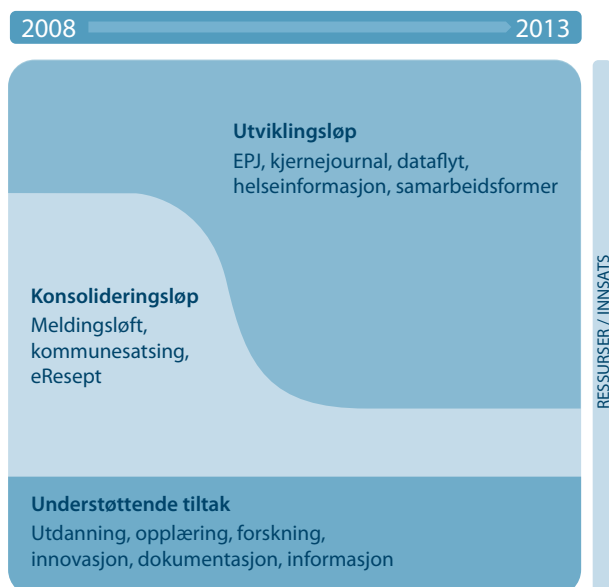 2008 2013
Utviklingsløp
EPJ, kjernejournal, dataflyt,
helseinformasjon, samarbeidsformer
Konsolideringsløp
Meldingsløft,
kommunesatsing,
eResept
Understøttende tiltak
Utdanning, opplæring, forskning,
innovasjon, dokumentasjon, informasjon
RESSURSER / INNSATS